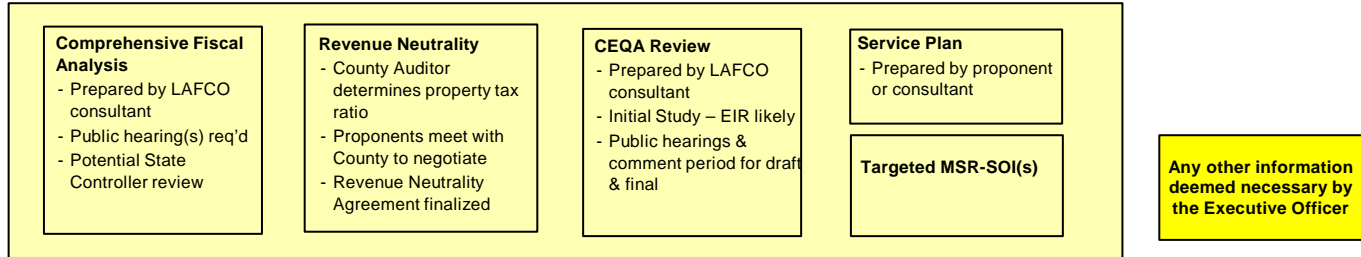 Comprehensive Fiscal
Analysis
- Prepared by LAFCO
consultant
- Public hearing(s) req’d
- Potential State
Controller review
Revenue Neutrality
- County Auditor
determines property tax
ratio
- Proponents meet with
County to negotiate
- Revenue Neutrality
Agreement finalized
CEQA Review
- Prepared by LAFCO
consultant
- Initial Study – EIR likely
- Public hearings &
comment period for draft
& final
Service Plan
- Prepared by proponent
or consultant
Targeted MSR-SOI(s)
Any other information
deemed necessary by
the Executive Officer